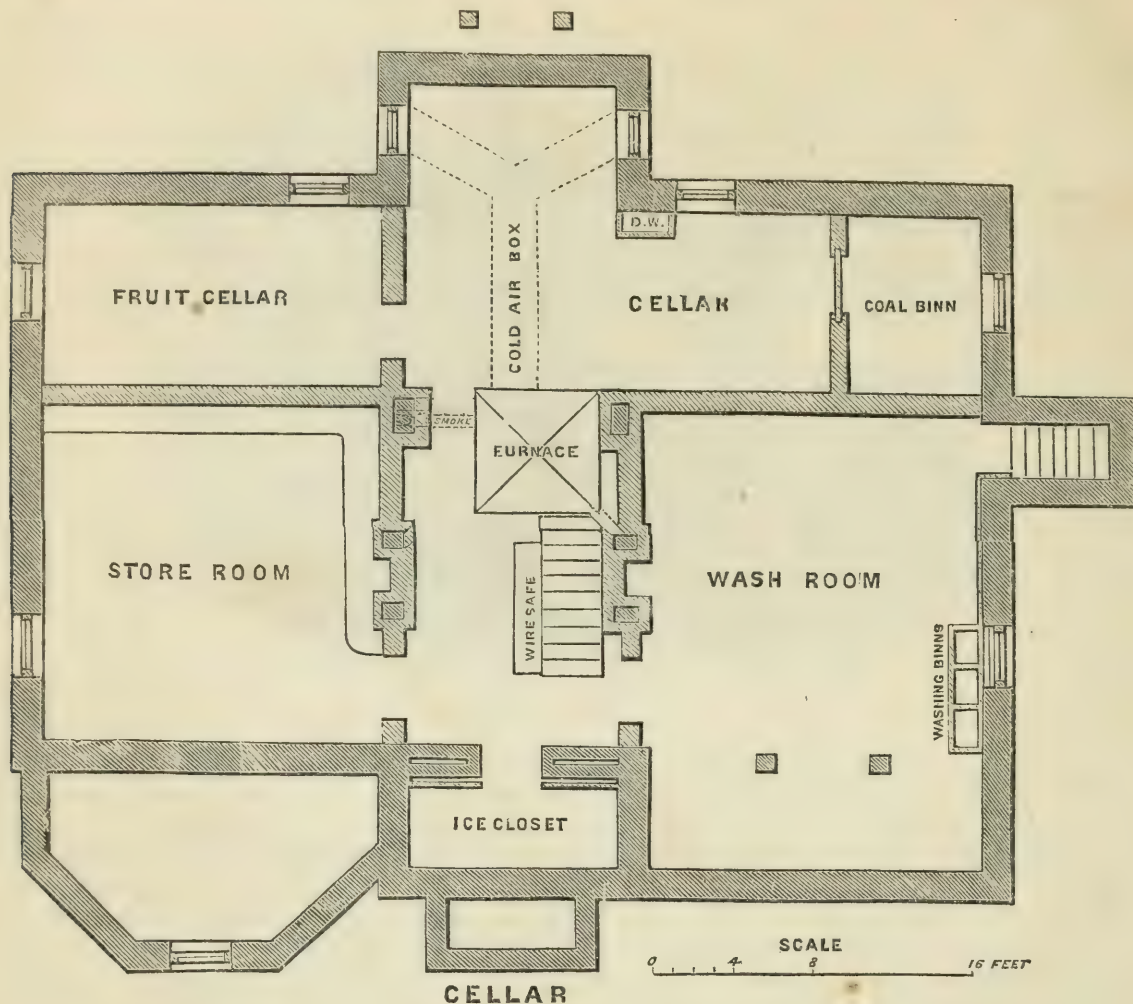 D.W.
FRUIT CELLAR
COLD AIR BOX
CELLAR
COAL BINN
SMOKE
FURNACE
STORE ROOM
WIRE SAFE
WASH ROOM
WASHING BINNS
ICE CLOSET
SCALE
0 4 8 16 FEET
CELLAR